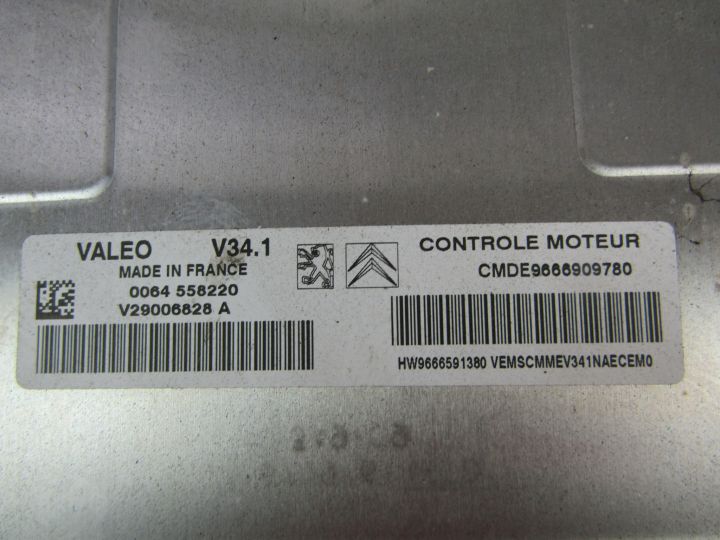 VALEO V34.1
MADE IN FRANCE
0064 558220
V29006828 A
CONTROLE MOTEUR
CMDE9666909780
HW9666591380 VEMSCMMEV341NAECEM0